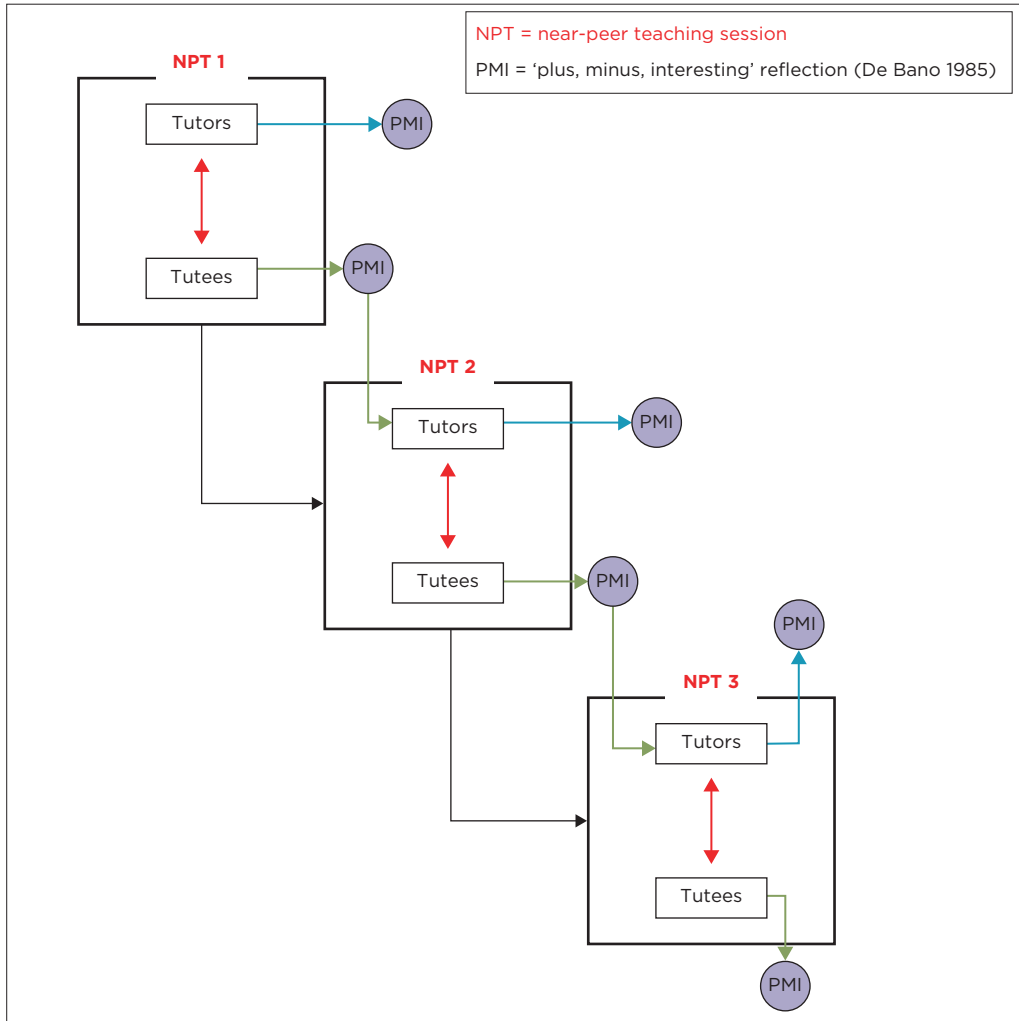 NPT = near-peer teaching session
PMI = ‘plus, minus, interesting’ reflection (De Bano 1985)
NPT 1
Tutors
PMI
Tutees
PMI
NPT 2
Tutors
PMI
Tutees
PMI
PMI
NPT 3
Tutors
Tutees
PMI